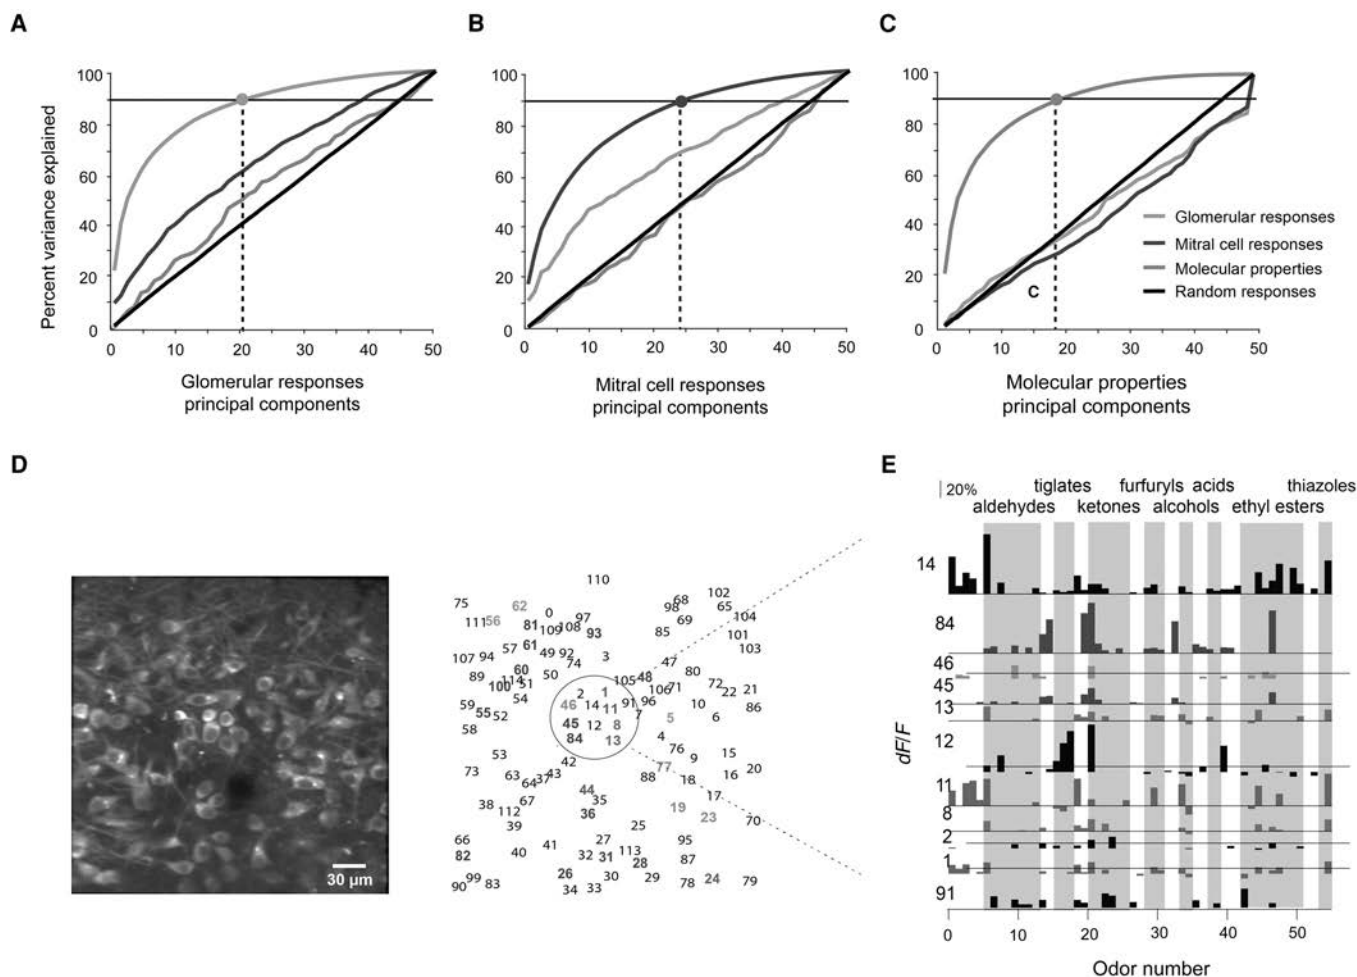 A
B
C
Percent variance explained
100
80
60
40
20
0
0 10 20 30 40 50
Glomerular responses
principal components
100
80
60
40
20
0
0 10 20 30 40 50
Mitral cell responses
principal components
100
80
60
40
20
0
0 10 20 30 40 50
Molecular properties
principal components
C
Glomerular responses
Mitral cell responses
Molecular properties
Random responses
D
30 µm
110
75 62 0 97 68 102
111 56 81 109 108 93 98 69 65 104
85 101
107 94 57 61 49 92 74 3 47 103
89 60 114 51 50 105 48 80
100 106 71 72 22 21
59 55 52 54 2 1 91 96 10 86
46 14 11 7 5 6
58 45 12 8
84 13 4
53 42 76 9 15
73 63 64 37 43 77 88 18 16 20
44 17
38 112 67 35 19
39 36 23 70
25
66 41 27 95
82 40 32 31 113 28 87
99 26 30 29 24
90 83 34 33 78 79
E
20%
tiglates furfuryls acids thiazoles
aldehydes ketones alcohols ethyl esters
14
84
46
45
13
12
11
8
2
1
91
dF/F
0 10 20 30 40 50
Odor number